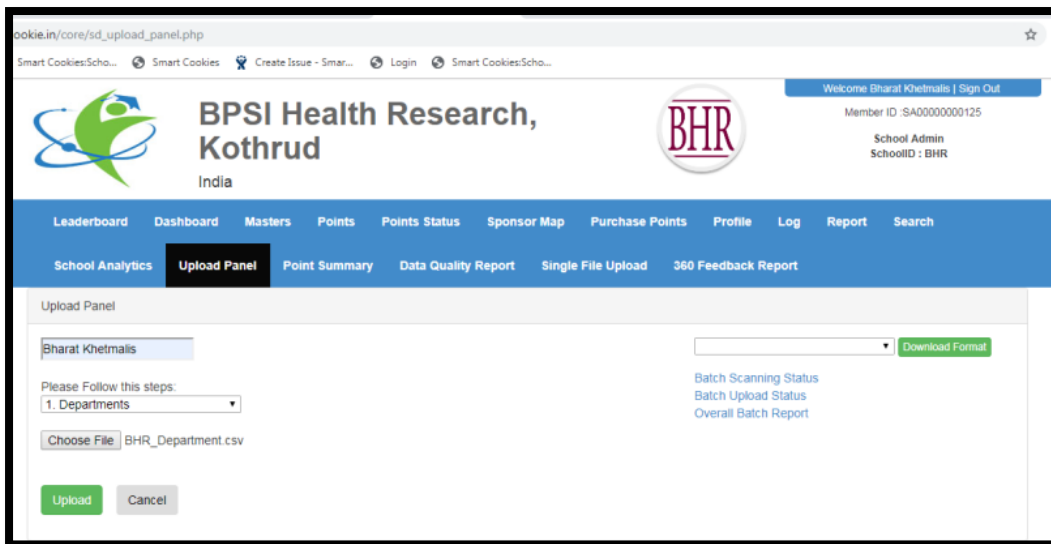 ookie.in/core/sd_upload_panel.php
Smart Cookies:Scho... Smart Cookies Create Issue - Smar... Login Smart Cookies:Scho...
Welcome Bharat Khetmalis | Sign Out
BPSI Health Research,
Kothrud
India
BHR
Member ID :SA0000000125
School Admin
SchoolID : BHR
Leaderboard Dashboard Masters Points Points Status Sponsor Map Purchase Points Profile Log Report Search
School Analytics Upload Panel Point Summary Data Quality Report Single File Upload 360 Feedback Report
Upload Panel
Bharat Khetmalis
Download Format
Please Follow this steps:
1. Departments
Batch Scanning Status
Batch Upload Status
Overall Batch Report
Choose File BHR_Department.csv
Upload Cancel